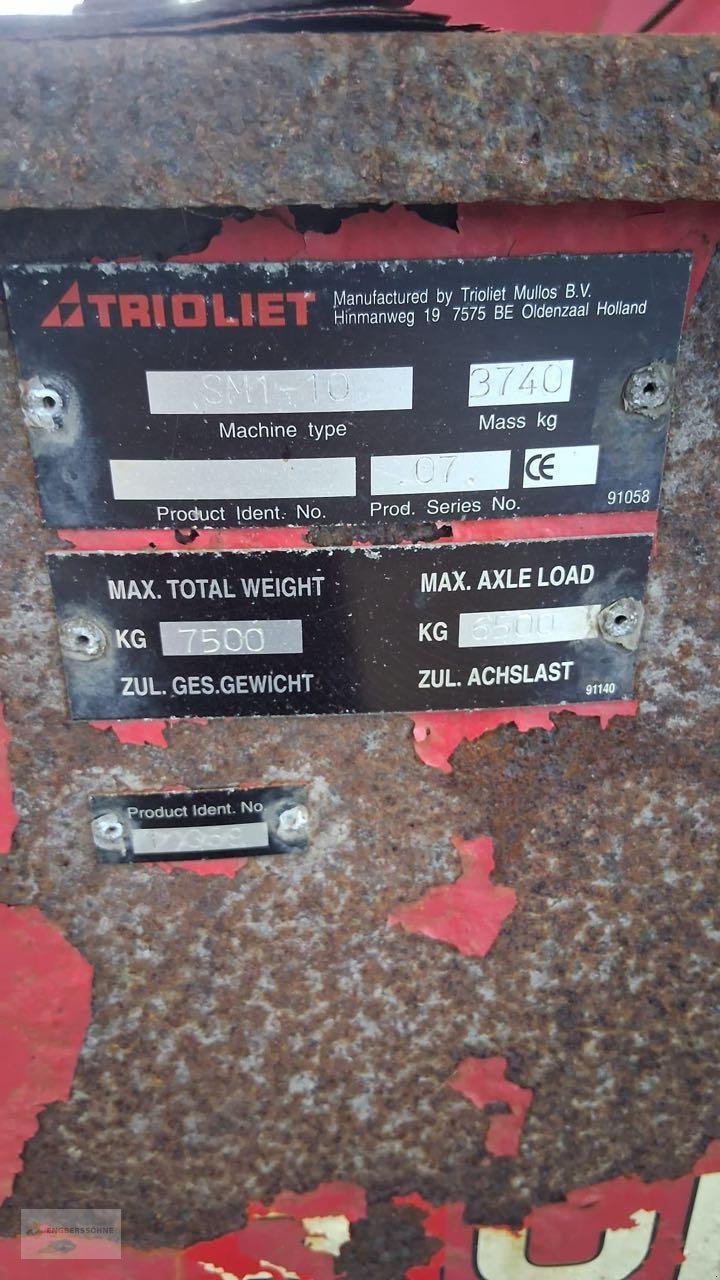 TRIOLIET
Manufactured by Trioliet Mullos B.V.
Hinmanweg 19 7575 BE Oldenzaal Holland
SM1-10 3740
Machine type Mass kg
.07. CE
Product Ident. No. Prod. Series No. 91058
MAX. TOTAL WEIGHT MAX. AXLE LOAD
KG 7500 KG 6500
ZUL. GES.GEWICHT ZUL. ACHSLAST
91140
Product Ident. No.
ENGBERSSÖHNE